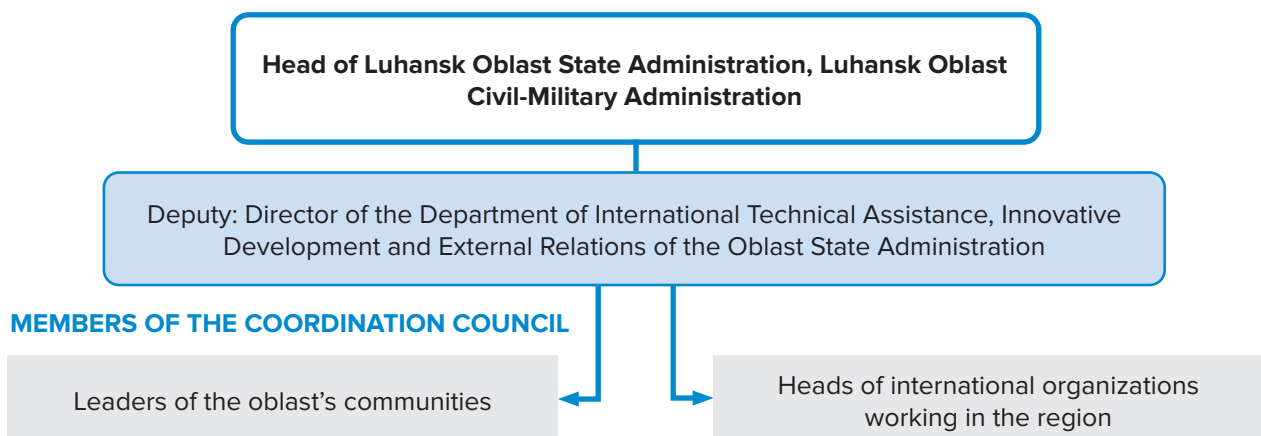 Head of Luhansk Oblast State Administration, Luhansk Oblast
Civil-Military Administration
Deputy: Director of the Department of International Technical Assistance, Innovative
Development and External Relations of the Oblast State Administration
MEMBERS OF THE COORDINATION COUNCIL
Leaders of the oblast’s communities
Heads of international organizations
working in the region